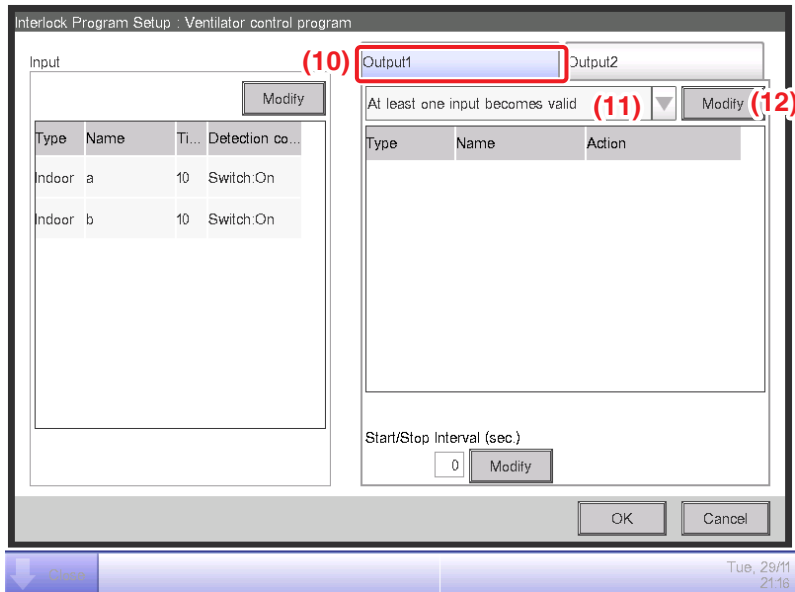 Interlock Program Setup : Ventilator control program
Input
Modify
Type Name Ti... Detection co...
Indoor a 10 Switch:On
Indoor b 10 Switch:On
(10) Output1 Output2
At least one input becomes valid (11) Modify (12)
Type Name Action
Start/Stop Interval (sec.)
0 Modify
OK Cancel
Tue, 29/11
21:16